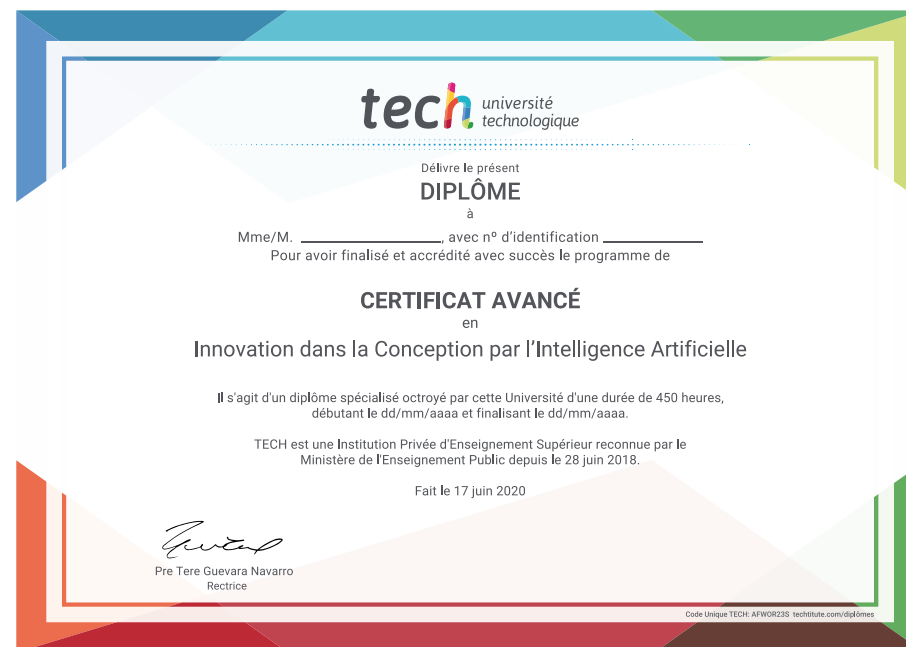 tech université
technologique
Délivre le présent
DIPLÔME
à
Mme/M. ____________________, avec nº d'identification ______________
Pour avoir finalisé et accrédité avec succès le programme de
CERTIFICAT AVANCÉ
en
Innovation dans la Conception par l'Intelligence Artificielle
Il s'agit d'un diplôme spécialisé octroyé par cette Université d'une durée de 450 heures,
débutant le dd/mm/aaaa et finalisant le dd/mm/aaaa.
TECH est une Institution Privée d'Enseignement Supérieur reconnue par le
Ministère de l'Enseignement Public depuis le 28 juin 2018.
Fait le 17 juin 2020
Pre Tere Guevara Navarro
Rectrice
Code Unique TECH: AFWOR23S techtitute.com/diplômes